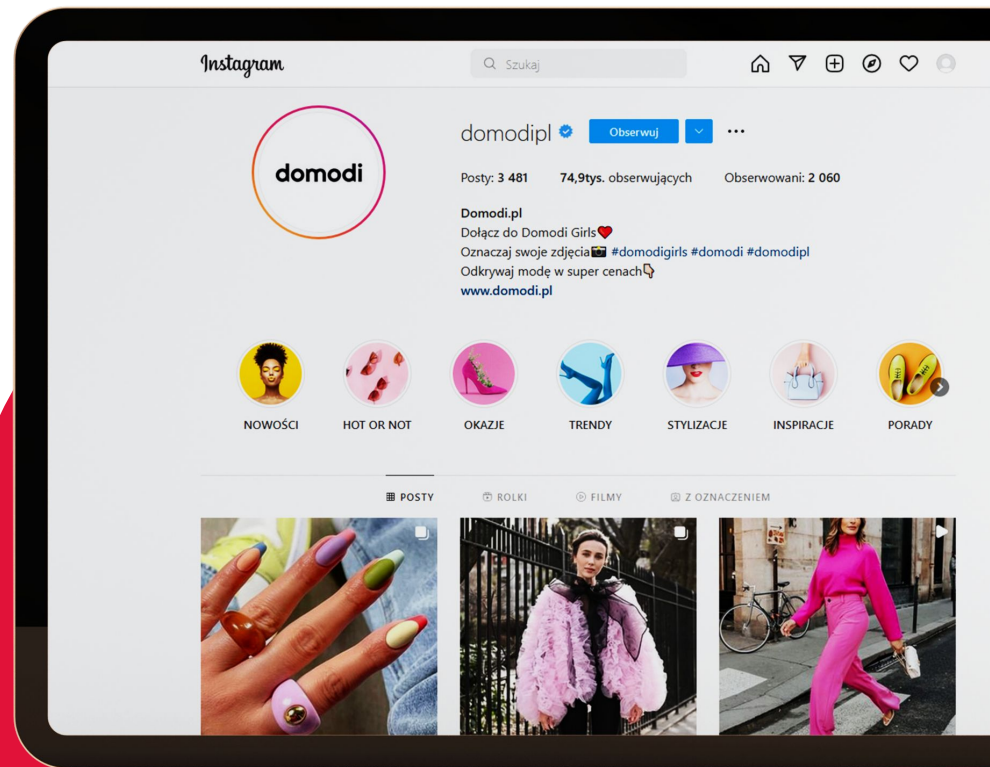 Instagram
Szukaj
domodi
domodipl
Obserwuj
Posty: 3 481 74,9tys. obserwujących Obserwowani: 2 060
Domodi.pl
Dołącz do Domodi Girls❤️
Oznaczaj swoje zdjęcia📸 #domodigirls #domodi #domodipl
Odkrywaj modę w super cenach👇🏻
www.domodi.pl
NOWOŚCI HOT OR NOT OKAZJE TRENDY STYLIZACJE INSPIRACJE PORADY
POSTY ROLKI FILMY Z OZNACZENIEM